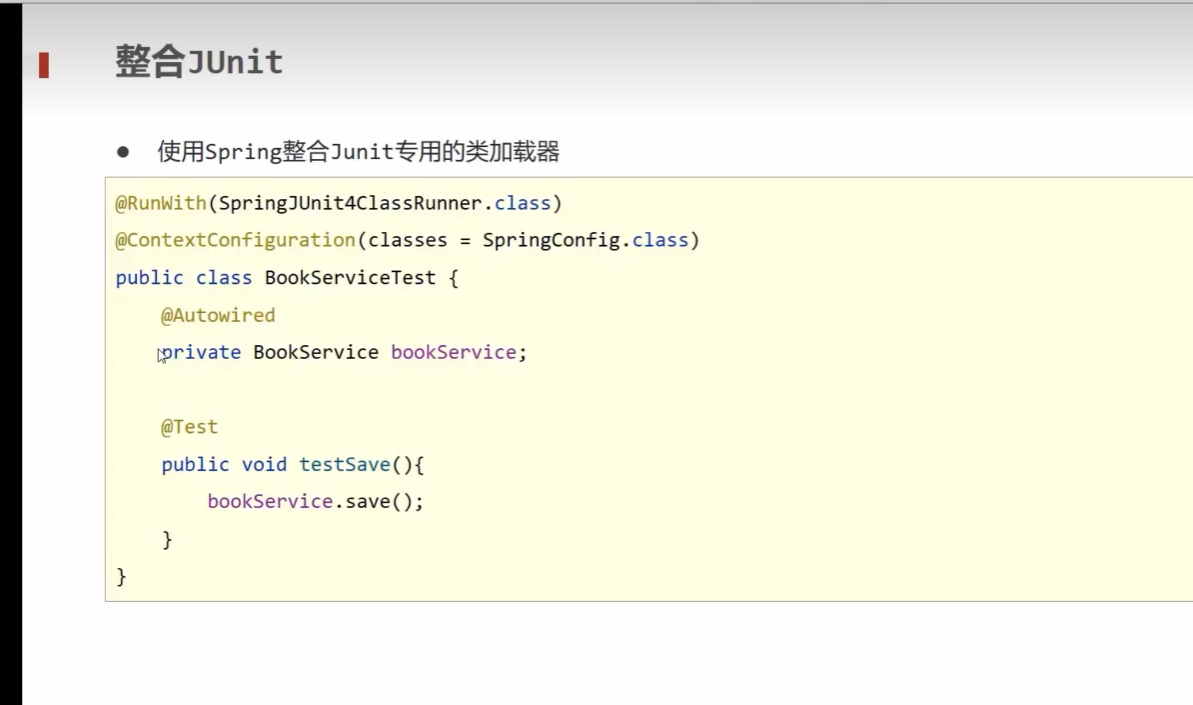 整合JUnit
● 使用Spring整合Junit专用的类加载器
@RunWith(SpringJUnit4ClassRunner.class)
@ContextConfiguration(classes = SpringConfig.class)
public class BookServiceTest {
    @Autowired
    private BookService bookService;
    @Test
    public void testSave(){
        bookService.save();
    }
}